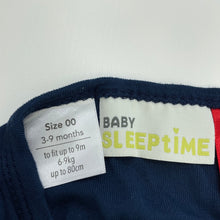 Size 00
3-9 months
to fit up to 9m
6-9kg
up to 80cm
BABY
SLEEPtiME